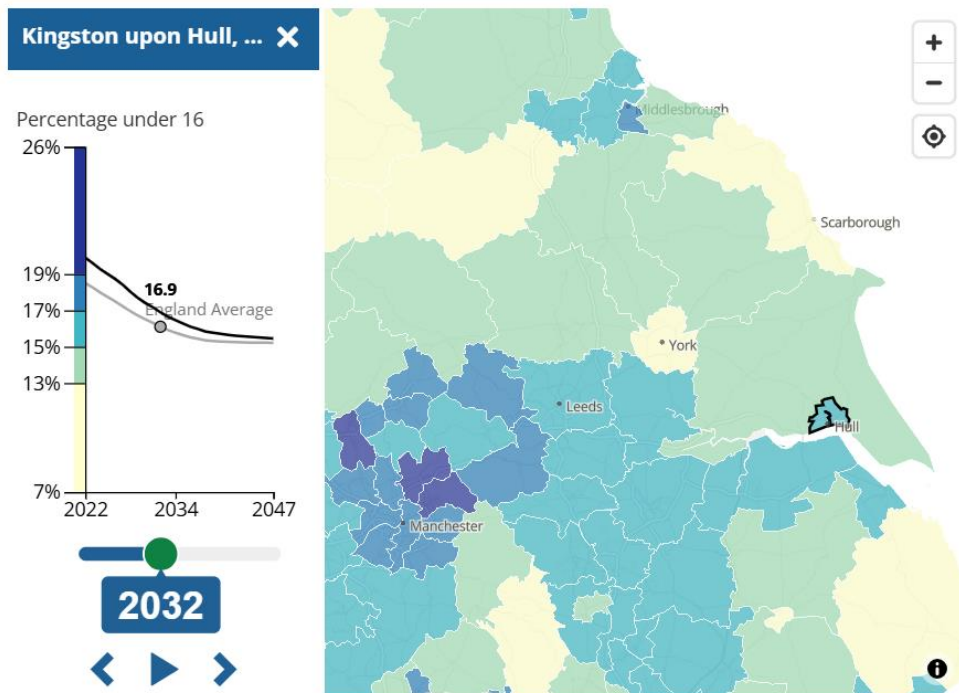 Kingston upon Hull, ...
Percentage under 16
26%
19%
17%
15%
13%
7%
16.9
England Average
2022
2034
2047
2032
Middlesbrough
Scarborough
York
Leeds
Hull
Manchester